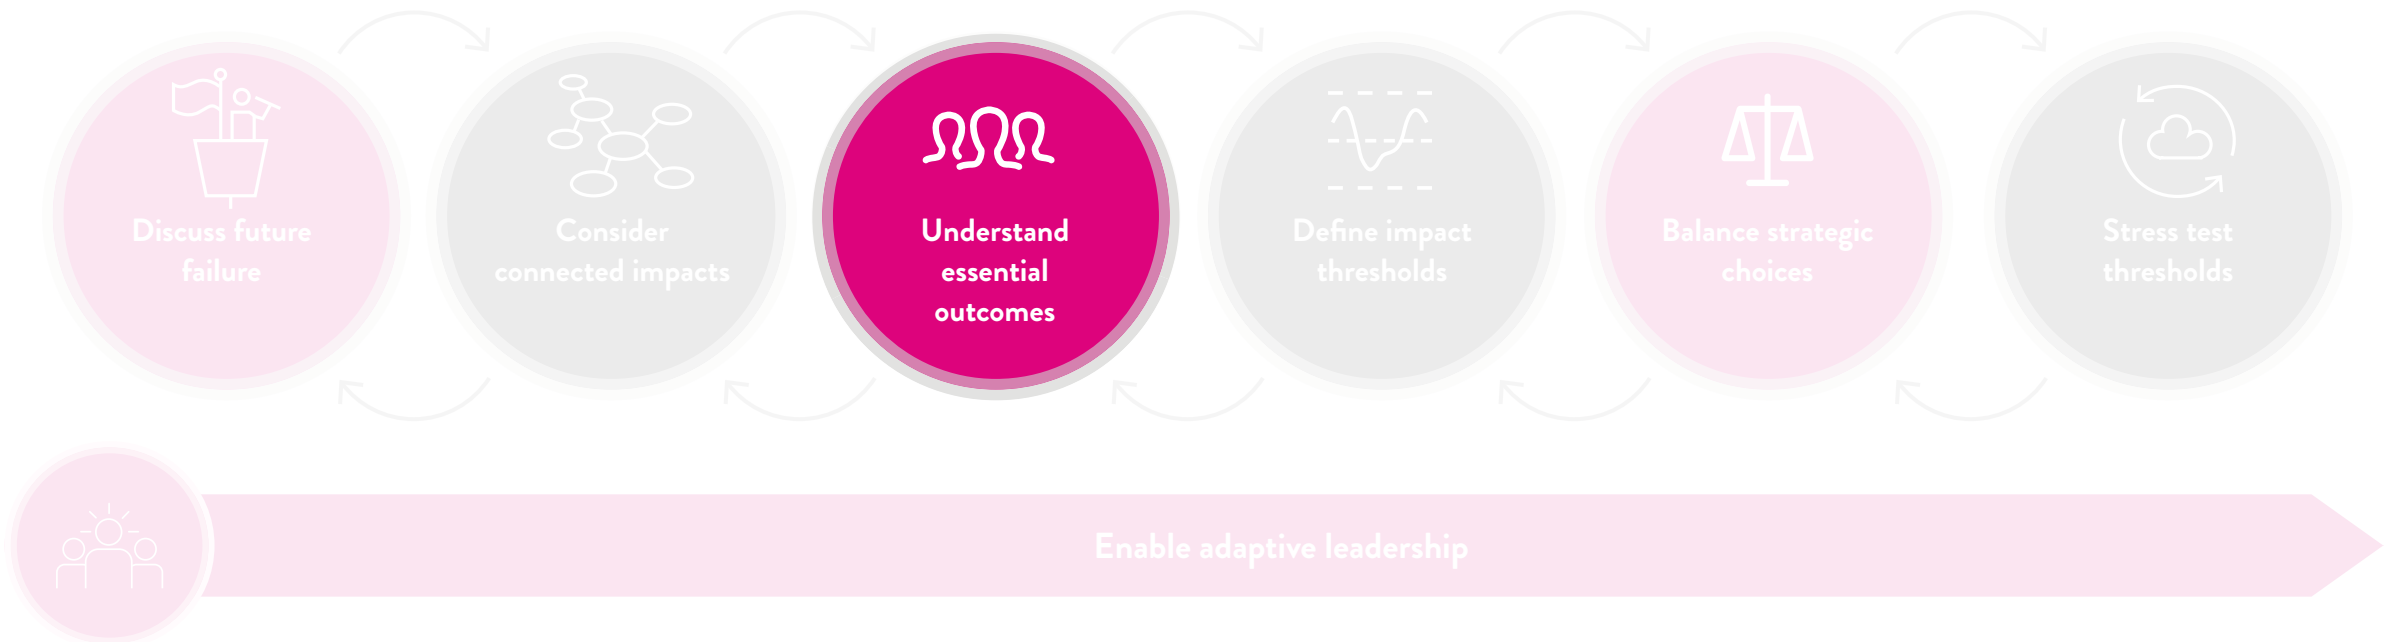 Discuss future
failure
Consider
connected impacts
Understand
essential
outcomes
Define impact
thresholds
Balance strategic
choices
Stress test
thresholds
Enable adaptive leadership